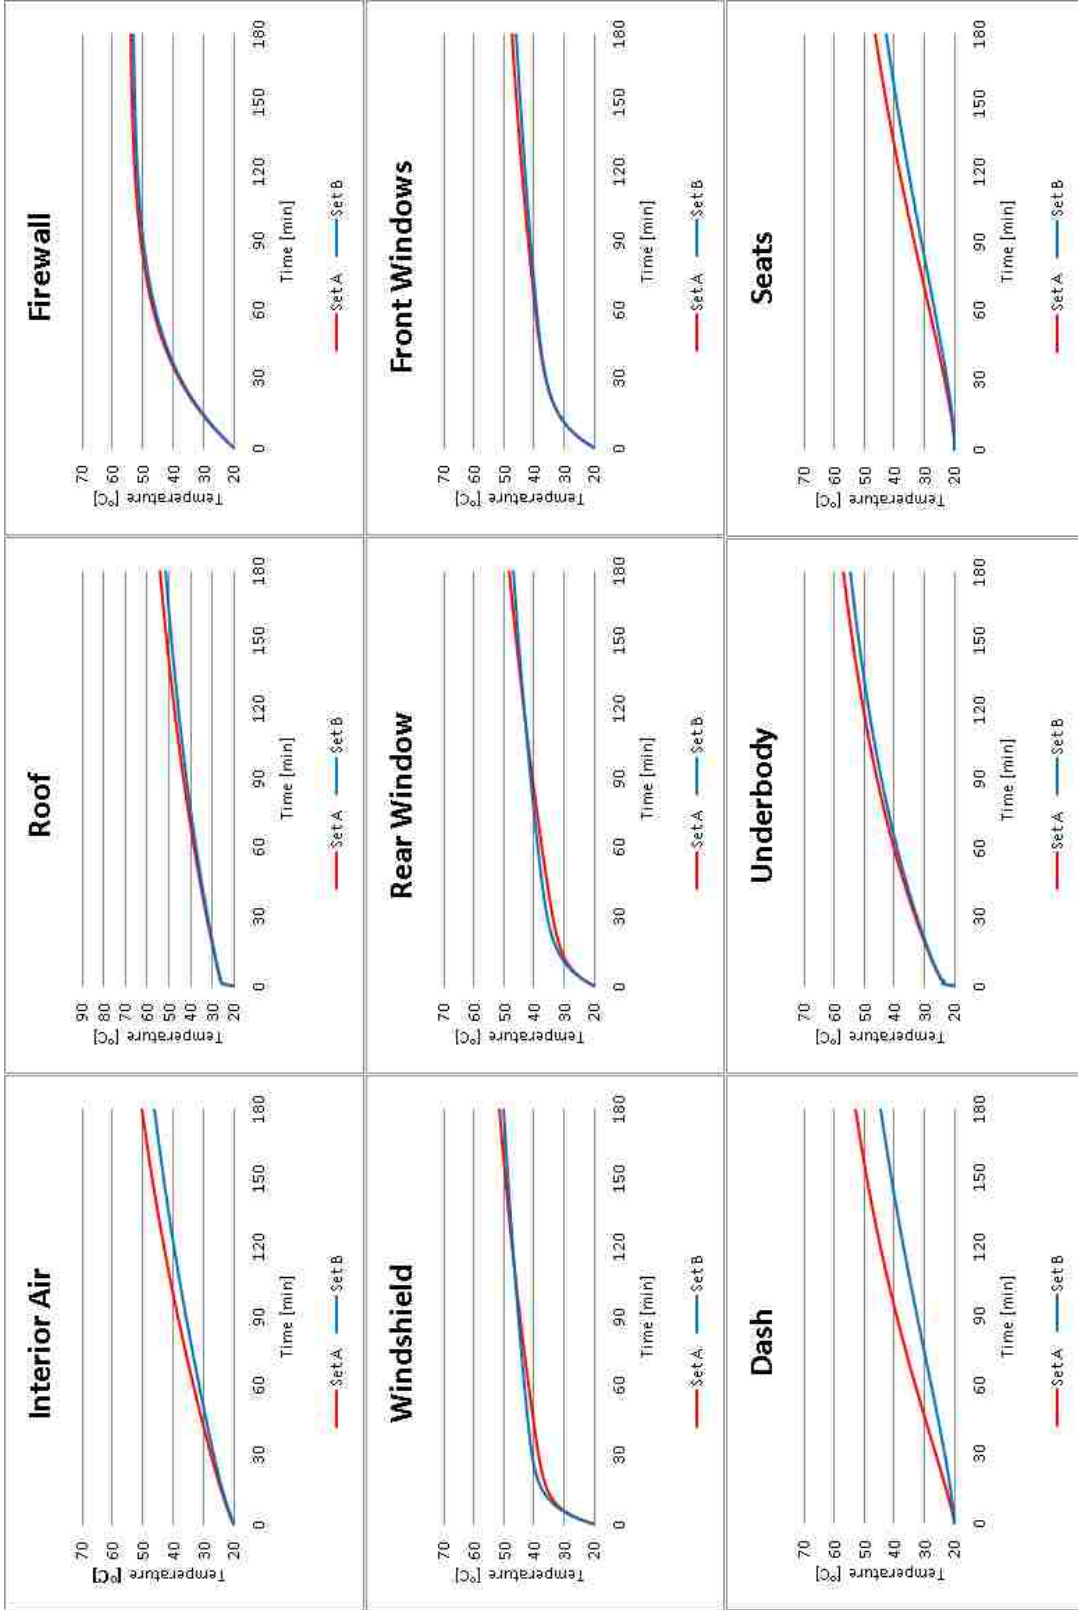 Interior Air
Temperature [°C]
70
60
50
40
30
20
0 30 60 90 120 150 180
Time [min]
Set A Set B
Roof
Temperature [°C]
90
80
70
60
50
40
30
20
0 30 60 90 120 150 180
Time [min]
Set A Set B
Firewall
Temperature [°C]
70
60
50
40
30
20
0 30 60 90 120 150 180
Time [min]
Set A Set B
Windshield
Temperature [°C]
70
60
50
40
30
20
0 30 60 90 120 150 180
Time [min]
Set A Set B
Rear Window
Temperature [°C]
70
60
50
40
30
20
0 30 60 90 120 150 180
Time [min]
Set A Set B
Front Windows
Temperature [°C]
70
60
50
40
30
20
0 30 60 90 120 150 180
Time [min]
Set A Set B
Dash
Temperature [°C]
70
60
50
40
30
20
0 30 60 90 120 150 180
Time [min]
Set A Set B
Underbody
Temperature [°C]
70
60
50
40
30
20
0 30 60 90 120 150 180
Time [min]
Set A Set B
Seats
Temperature [°C]
70
60
50
40
30
20
0 30 60 90 120 150 180
Time [min]
Set A Set B